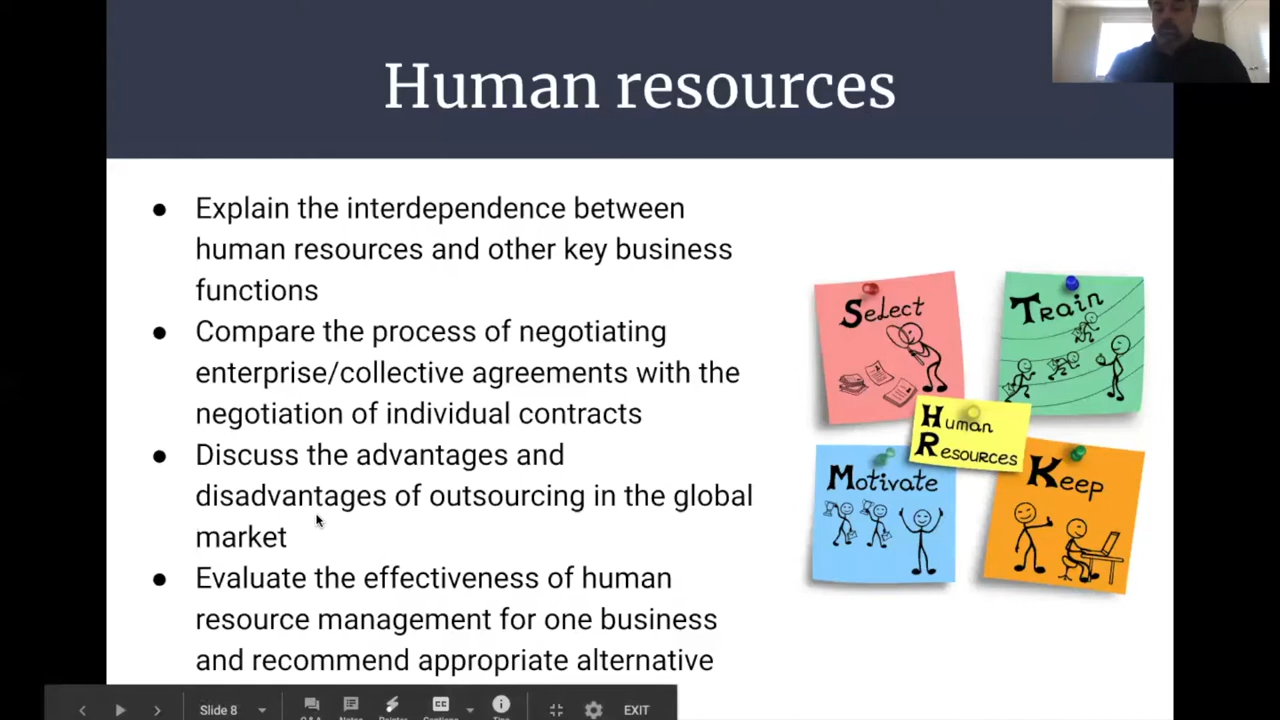 Human resources
● Explain the interdependence between
human resources and other key business
functions
● Compare the process of negotiating
enterprise/collective agreements with the
negotiation of individual contracts
● Discuss the advantages and
disadvantages of outsourcing in the global
market
● Evaluate the effectiveness of human
resource management for one business
and recommend appropriate alternative
Select
Train
Human
Resources
Motivate
Keep
Slide 8
EXIT